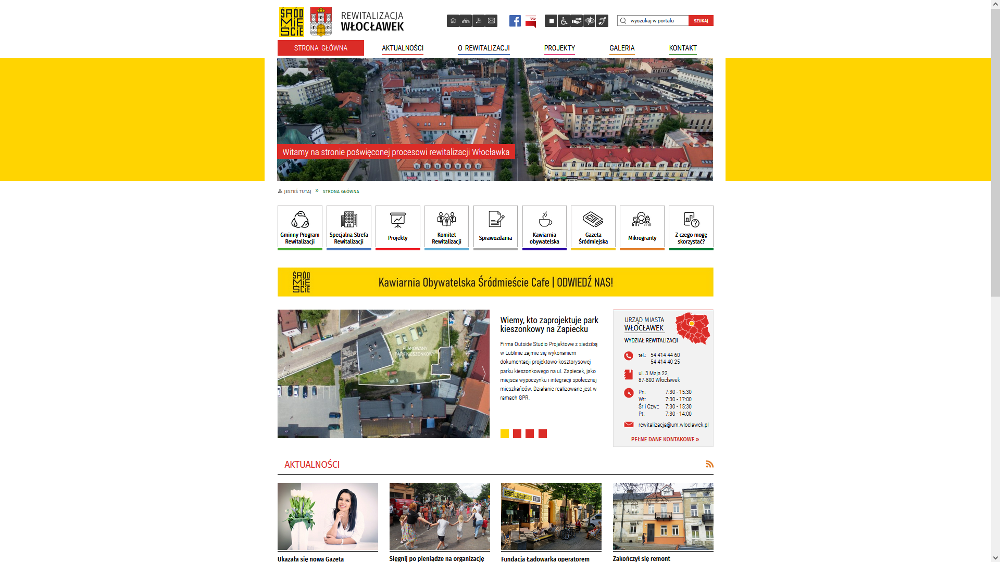 ŚRÓD
MIE
ŚCIE
REWITALIZACJA
WŁOCŁAWEK
bip
wyszukaj w portalu
SZUKAJ
STRONA GŁÓWNA
AKTUALNOŚCI
O REWITALIZACJI
PROJEKTY
GALERIA
KONTAKT
Witamy na stronie poświęconej procesowi rewitalizacji Włocławka
JESTEŚ TUTAJ » STRONA GŁÓWNA
Gminny Program
Rewitalizacji
Specjalna Strefa
Rewitalizacji
Projekty
Komitet
Rewitalizacji
Sprawozdania
Kawiarnia
obywatelska
Gazeta
Śródmiejska
Mikrogranty
Z czego mogę
skorzystać?
ŚRÓD
MIE
ŚCIE
Kawiarnia Obywatelska Śródmieście Cafe | ODWIEDŹ NAS!
PLANOWANY
PARK KIESZONKOWY
Wiemy, kto zaprojektuje park
kieszonkowy na Zapiecku
Firma Outside Studio Projektowe z siedzibą
w Lublinie zajmie się wykonaniem
dokumentacji projektowo-kosztorysowej
parku kieszonkowego na ul. Zapiecek, jako
miejsca wypoczynku i integracji społecznej
mieszkańców. Działanie realizowane jest w
ramach GPR.
URZĄD MIASTA
WŁOCŁAWEK
WYDZIAŁ REWITALIZACJI
tel.: 54 414 44 60
54 414 40 25
ul. 3 Maja 22,
87-800 Włocławek
Pn: 7:30 - 15:30
Wt: 7:30 - 17:00
Śr i Czw:: 7:30 - 15:30
Pt: 7:30 - 14:00
rewitalizacja@um.wloclawek.pl
PEŁNE DANE KONTAKOWE »
AKTUALNOŚCI
ŚRÓDMIEŚCIE CAFE
Ukazała się nowa Gazeta
Sięgnij po pieniądze na organizację
Fundacja Ładowarka operatorem
Zakończył się remont